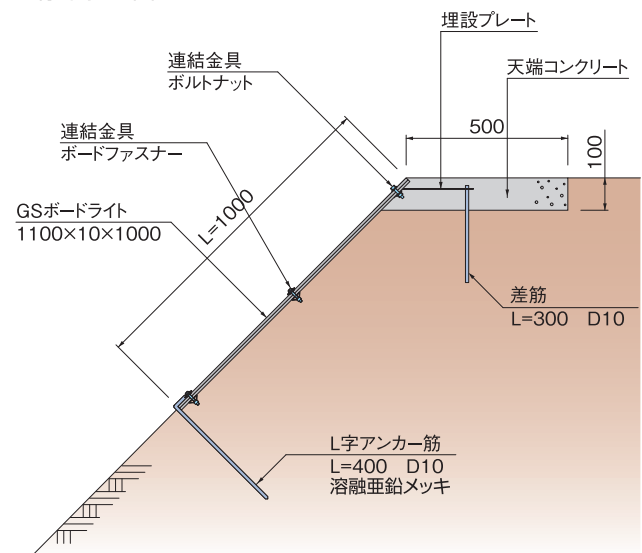 埋設プレート
連結金具
ボルトナット
天端コンクリート
500
100
連結金具
ボードファスナー
L=1000
GSボードライト
1100×10×1000
差筋
L=300 D10
L字アンカー筋
L=400 D10
溶融亜鉛メッキ